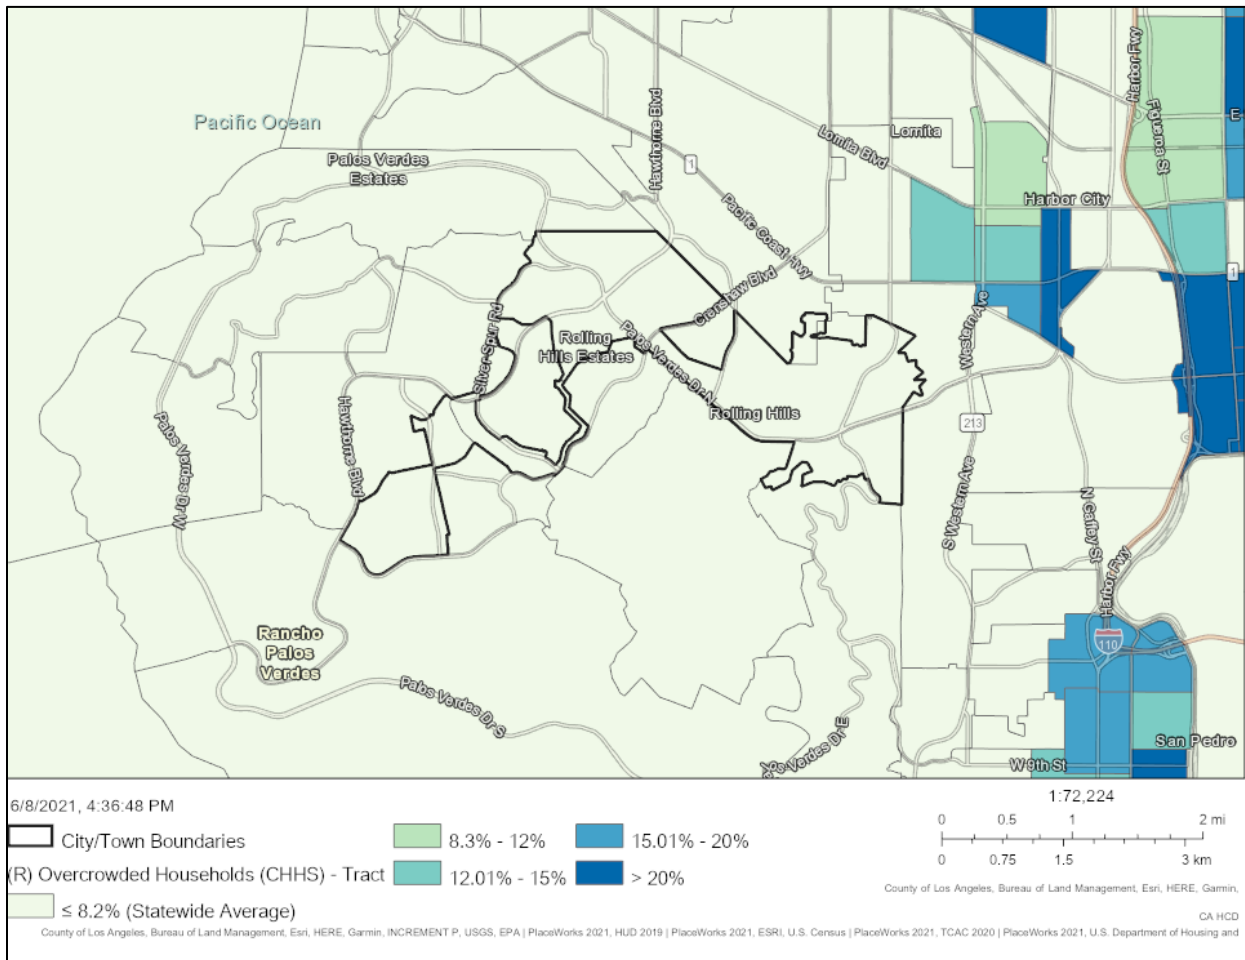 Pacific Ocean
Palos Verdes
Estates
Hawthorne Blvd
1
Lomita Blvd
Lomita
Harbor Fwy
Figueroa St
E
Harbor City
Pacific Coast Hwy
1
Crenshaw Blvd
Silver Spur Rd
Rolling
Hills Estates
Palos Verdes Dr N
Western Ave
Rolling Hills
213
Hawthorne Blvd
Palos Verdes Dr W
S Western Ave
N Gaffey St
Harbor Fwy
110
Rancho
Palos
Verdes
Palos Verdes Dr S
Palos Verdes Dr E
San Pedro
W 9th St
6/8/2021, 4:36:48 PM
1:72,224
0 0.5 1 2 mi
0 0.75 1.5 3 km
City/Town Boundaries
8.3% - 12%
15.01% - 20%
(R) Overcrowded Households (CHHS) - Tract
12.01% - 15%
> 20%
≤ 8.2% (Statewide Average)
County of Los Angeles, Bureau of Land Management, Esri, HERE, Garmin,
CA HCD
County of Los Angeles, Bureau of Land Management, Esri, HERE, Garmin, INCREMENT P, USGS, EPA | PlaceWorks 2021, HUD 2019 | PlaceWorks 2021, ESRI, U.S. Census | PlaceWorks 2021, TCAC 2020 | PlaceWorks 2021, U.S. Department of Housing and